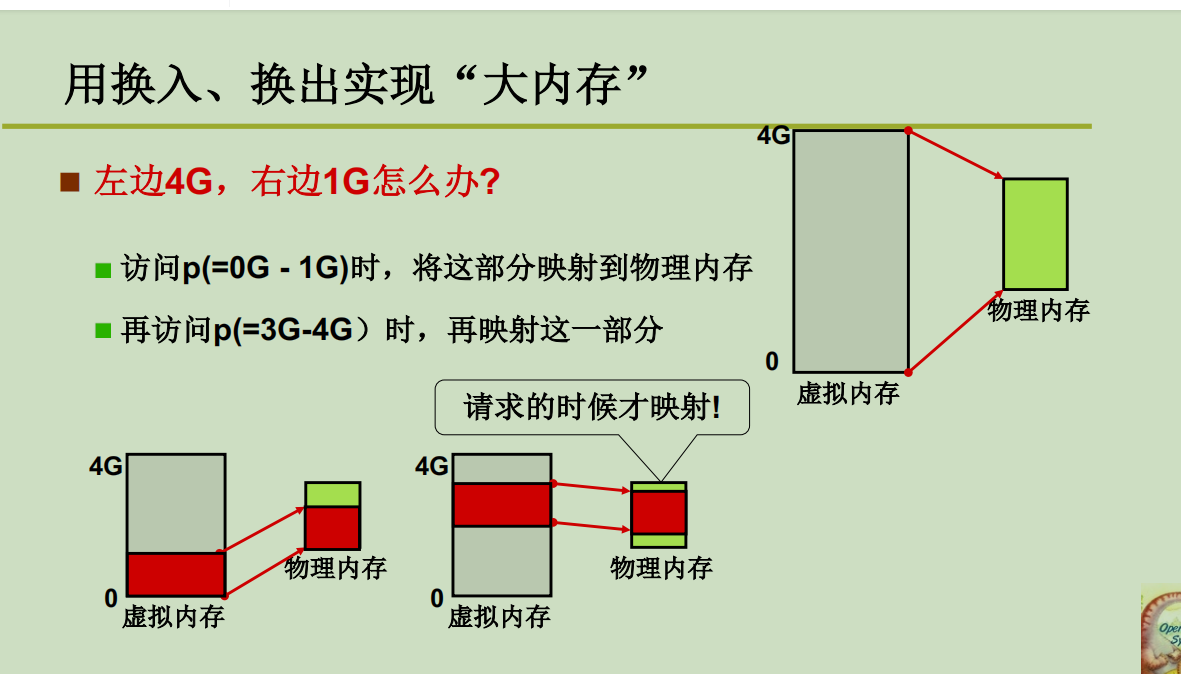 用换入、换出实现“大内存”
左边4G，右边1G怎么办?
访问p(=0G - 1G)时，将这部分映射到物理内存
再访问p(=3G-4G）时，再映射这一部分
4G
0
虚拟内存
物理内存
请求的时候才映射!
4G
0
虚拟内存
物理内存
4G
0
虚拟内存
物理内存